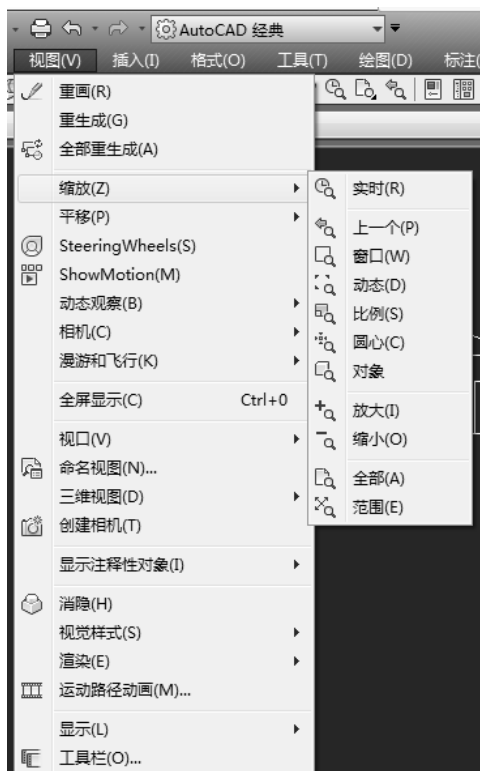 AutoCAD 经典
视图(V) 插入(I) 格式(O) 工具(T) 绘图(D) 标注(
重画(R)
重生成(G)
全部重生成(A)
缩放(Z)
平移(P)
SteeringWheels(S)
ShowMotion(M)
动态观察(B)
相机(C)
漫游和飞行(K)
全屏显示(C) Ctrl+0
视口(V)
命名视图(N)...
三维视图(D)
创建相机(T)
显示注释性对象(I)
消隐(H)
视觉样式(S)
渲染(E)
运动路径动画(M)...
显示(L)
工具栏(O)...
实时(R)
上一个(P)
窗口(W)
动态(D)
比例(S)
圆心(C)
对象
放大(I)
缩小(O)
全部(A)
范围(E)